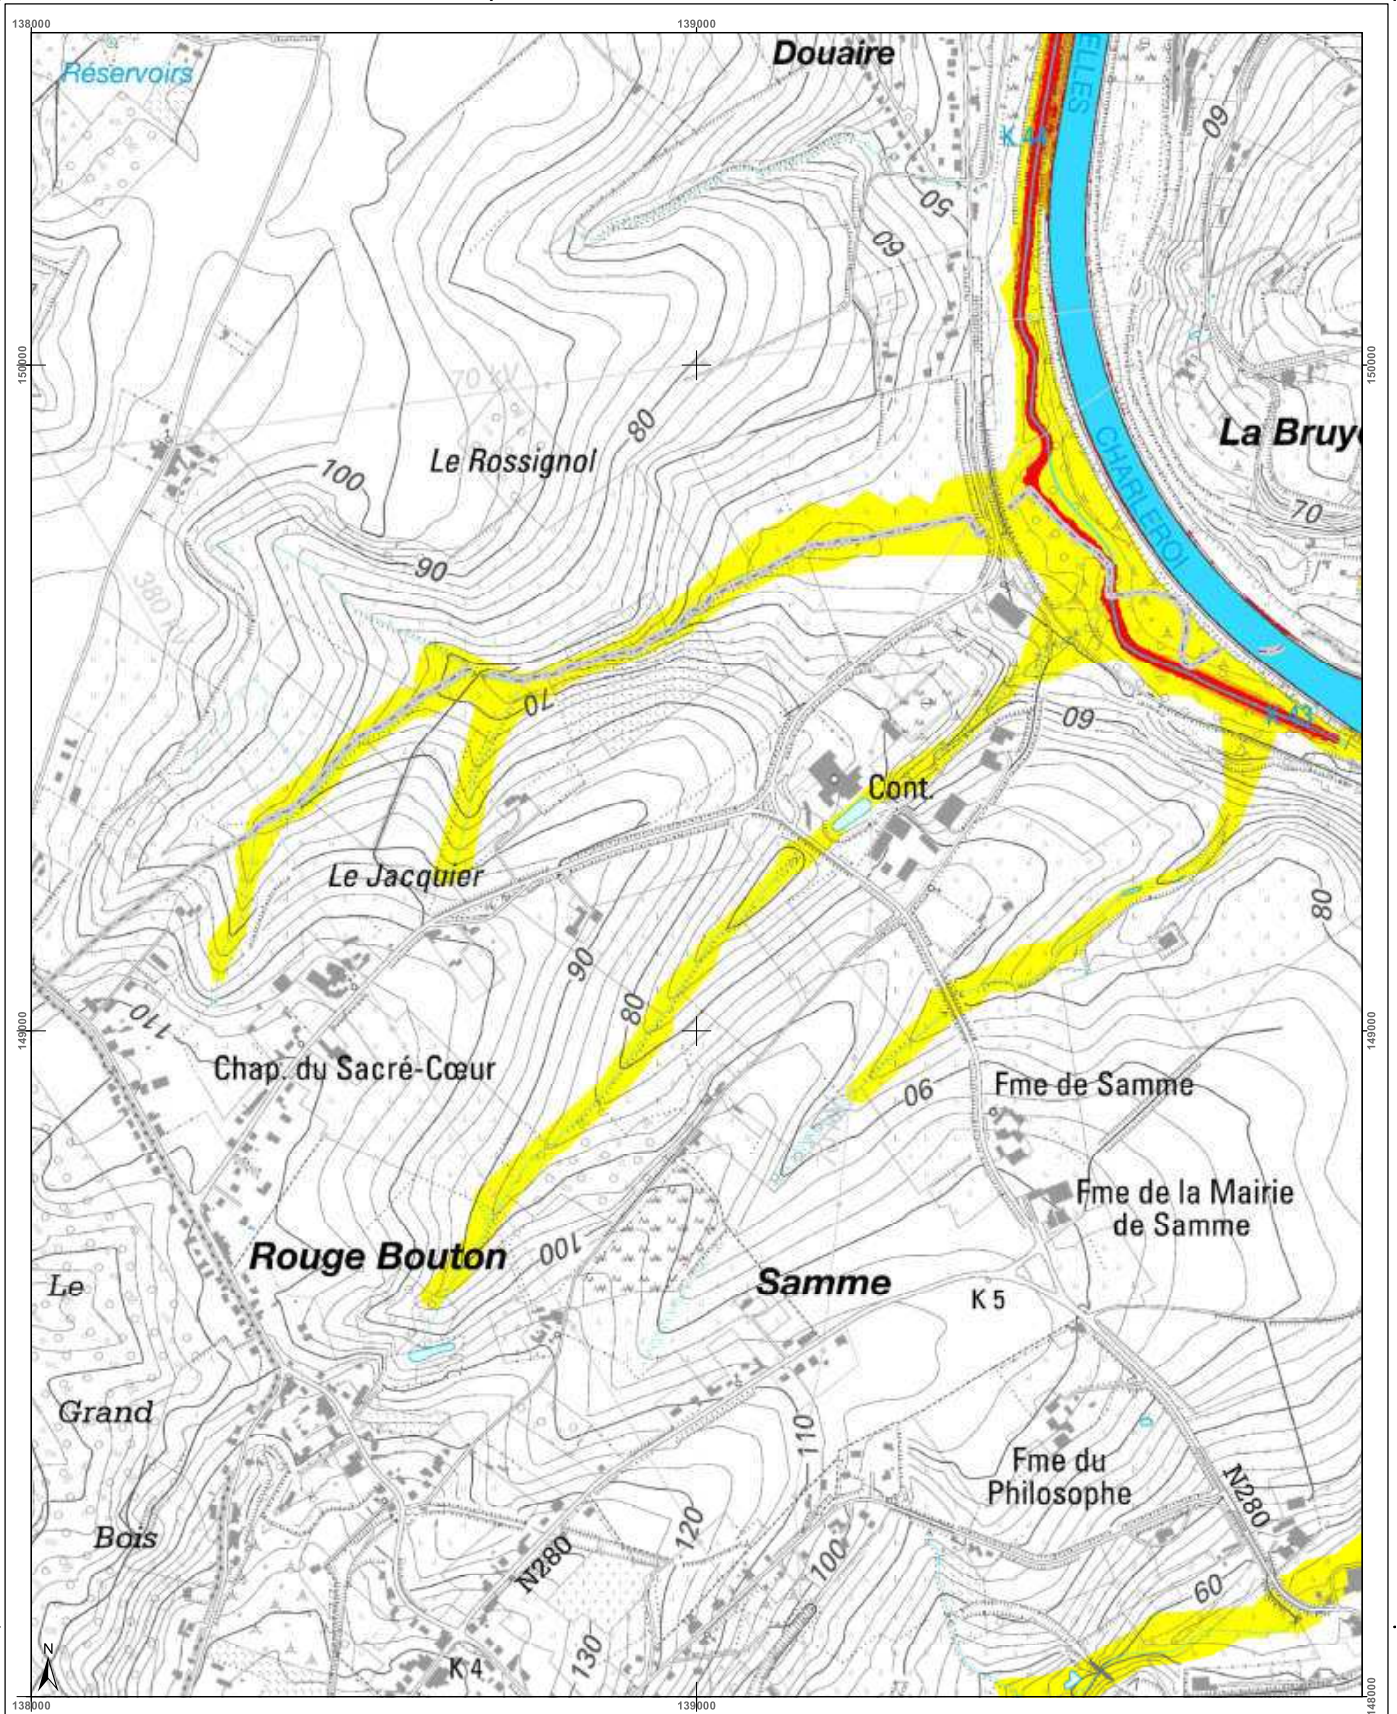 138000
139000
Douaire
Réservoirs
ELLES
K 44
60
50
60
150000
150000
70 kV
80
La Bruy
Le Rossignol
100
CHARLEROI
70
90
380
70
60
K 43
Cont.
Le Jacquier
80
90
80
110
149000
149000
Chap. du Sacré-Cœur
90
Fme de Samme
Fme de la Mairie
de Samme
100
Rouge Bouton
Samme
Le
K 5
Grand
110
Fme du
Philosophe
N280
120
Bois
N280
100
60
130
K 4
N
138000
139000
148000